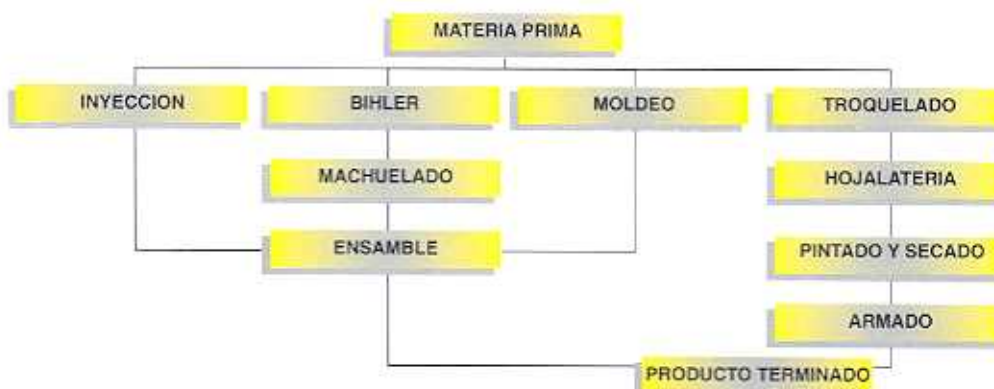 MATERIA PRIMA
INYECCION
BIHLER
MOLDEO
TROQUELADO
MACHUELADO
HOJALATERIA
ENSAMBLE
PINTADO Y SECADO
ARMADO
PRODUCTO TERMINADO